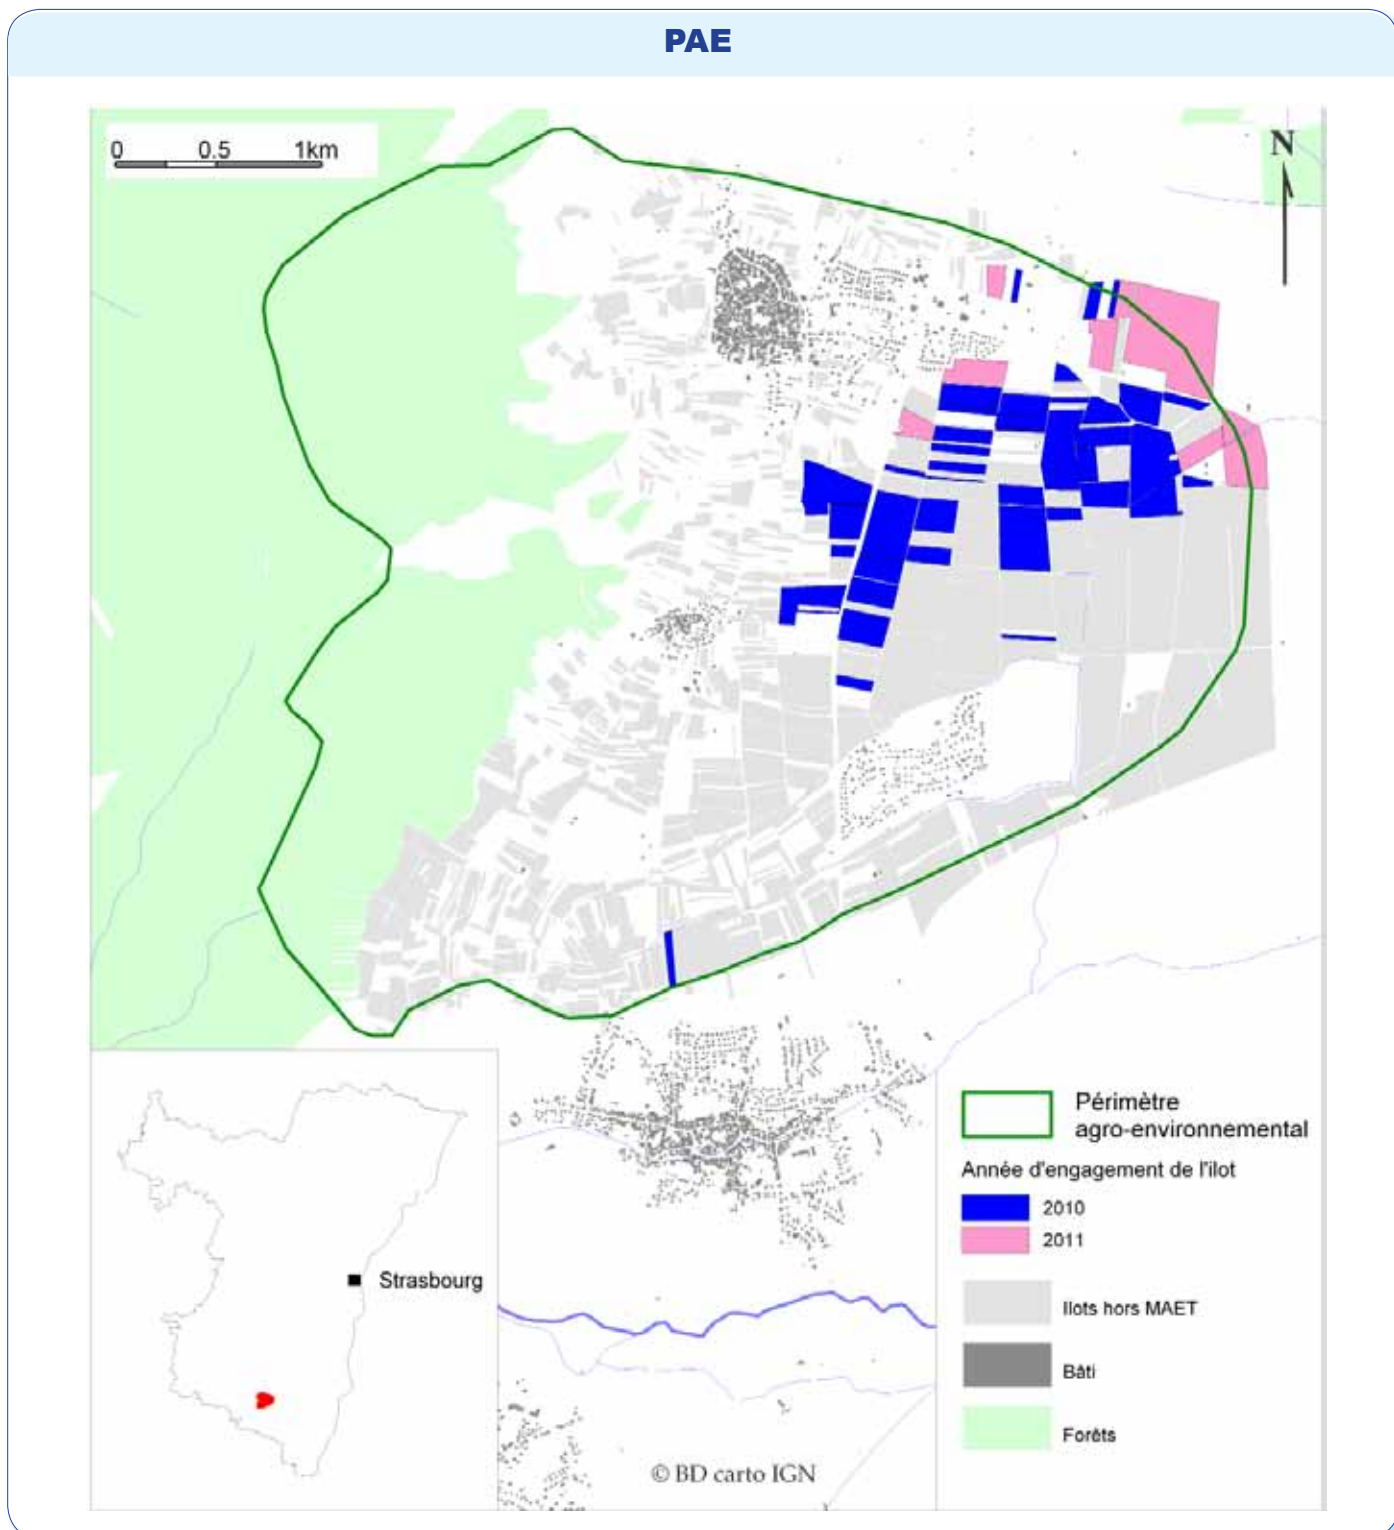 PAE
0 0.5 1km
N
Périmètre
agro-environnemental
Année d'engagement de l'ilot
2010
2011
Strasbourg
Ilots hors MAET
Bâti
Forêts
© BD carto IGN